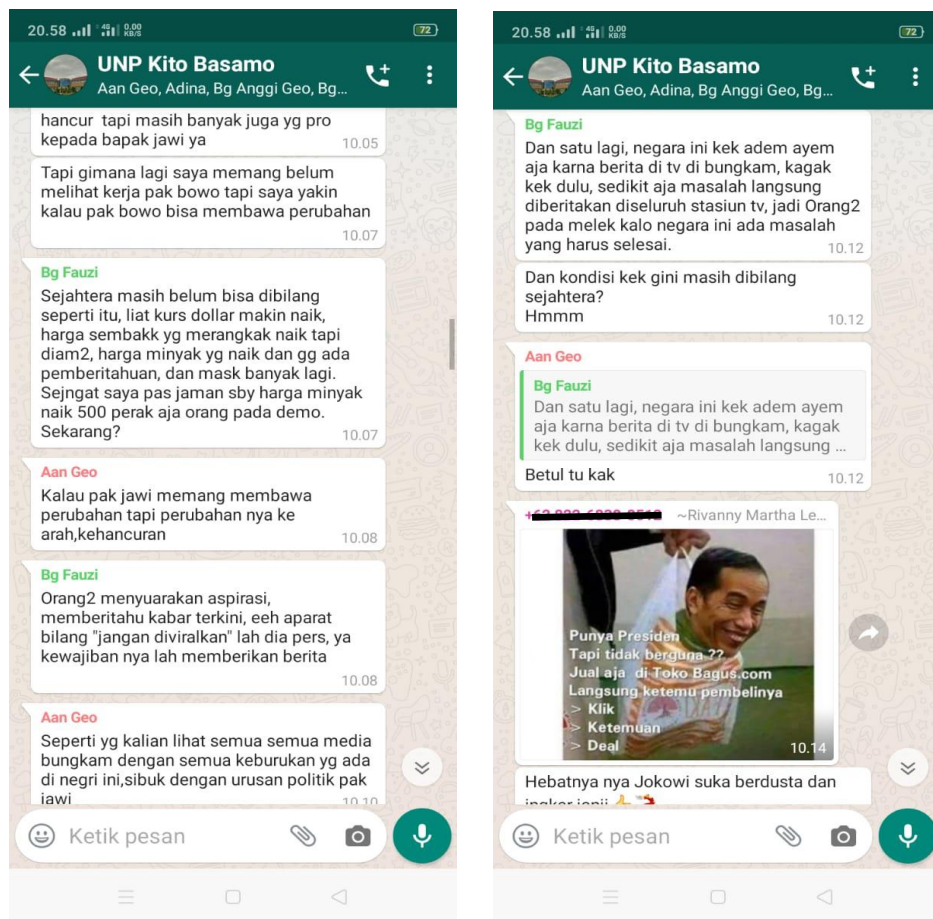 20.58 4G 0.00 KB/S 72
UNP Kito Basamo
Aan Geo, Adina, Bg Anggi Geo, Bg...
hancur tapi masih banyak juga yg pro
kepada bapak jawi ya
10.05
Tapi gimana lagi saya memang belum
melihat kerja pak bowo tapi saya yakin
kalau pak bowo bisa membawa perubahan
10.07
Bg Fauzi
Sejahtera masih belum bisa dibilang
seperti itu, liat kurs dollar makin naik,
harga sembakk yg merangkak naik tapi
diam2, harga minyak yg naik dan gg ada
pemberitahuan, dan mask banyak lagi.
Sejngat saya pas jaman sby harga minyak
naik 500 perak aja orang pada demo.
Sekarang?
10.07
Aan Geo
Kalau pak jawi memang membawa
perubahan tapi perubahan nya ke
arah,kehancuran
10.08
Bg Fauzi
Orang2 menyuarakan aspirasi,
memberitahu kabar terkini, eeh aparat
bilang "jangan diviralkan" lah dia pers, ya
kewajiban nya lah memberikan berita
10.08
Aan Geo
Seperti yg kalian lihat semua semua media
bungkam dengan semua keburukan yg ada
di negri ini,sibuk dengan urusan politik pak
jawi
10.10
Ketik pesan
20.58 4G 0.00 KB/S 72
UNP Kito Basamo
Aan Geo, Adina, Bg Anggi Geo, Bg...
Bg Fauzi
Dan satu lagi, negara ini kek adem ayem
aja karna berita di tv di bungkam, kagak
kek dulu, sedikit aja masalah langsung
diberitakan diseluruh stasiun tv, jadi Orang2
pada melek kalo negara ini ada masalah
yang harus selesai.
10.12
Dan kondisi kek gini masih dibilang
sejahtera?
Hmmm
10.12
Aan Geo
Bg Fauzi
Dan satu lagi, negara ini kek adem ayem
aja karna berita di tv di bungkam, kagak
kek dulu, sedikit aja masalah langsung ...
Betul tu kak
10.12
~Rivanny Martha Le...
Punya Presiden
Tapi tidak berguna ??
Jual aja di Toko Bagus.com
Langsung ketemu pembelinya
> Klik
> Ketemuan
> Deal
10.14
Hebatnya nya Jokowi suka berdusta dan
ingkar janji
Ketik pesan